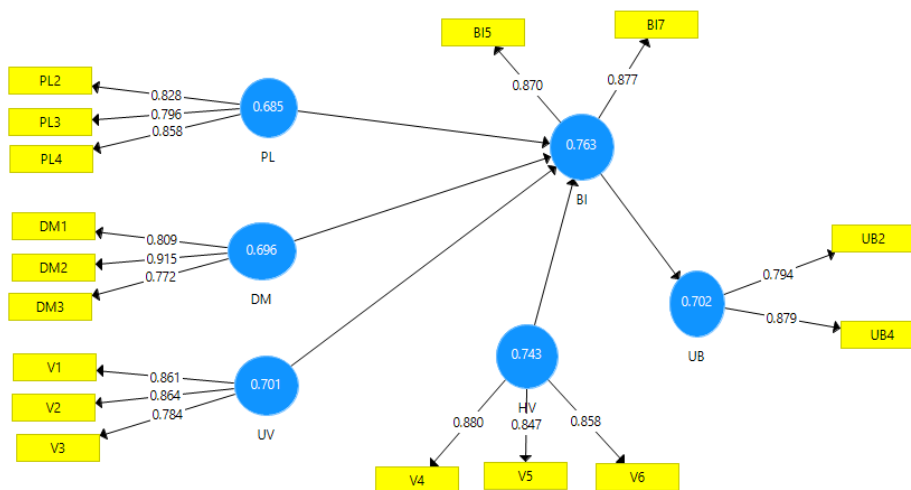 BI5
BI7
0.870
0.877
PL2
PL3
PL4
0.828
0.796
0.858
0.685
PL
0.763
BI
DM1
DM2
DM3
0.809
0.915
0.772
0.696
DM
UB2
UB4
0.794
0.879
0.702
UB
V1
V2
V3
0.861
0.864
0.784
0.701
UV
0.743
HV
0.880
0.847
0.858
V4
V5
V6